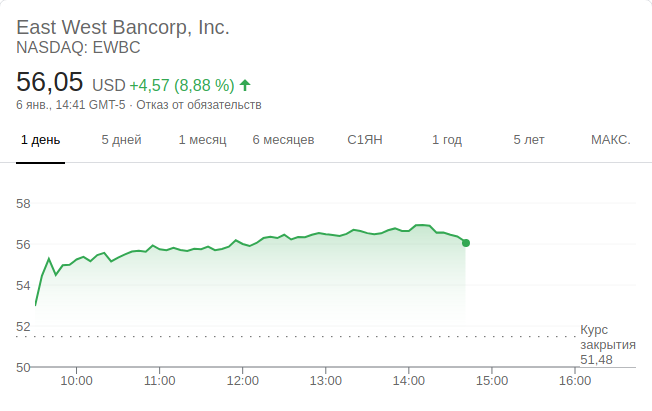 East West Bancorp, Inc.
NASDAQ: EWBC
56,05 USD +4,57 (8,88 %)
6 янв., 14:41 GMT-5 · Отказ от обязательств
1 день 5 дней 1 месяц 6 месяцев С1ЯН 1 год 5 лет МАКС.
58
56
54
52
50
Курс
закрытия
51,48
10:00 11:00 12:00 13:00 14:00 15:00 16:00